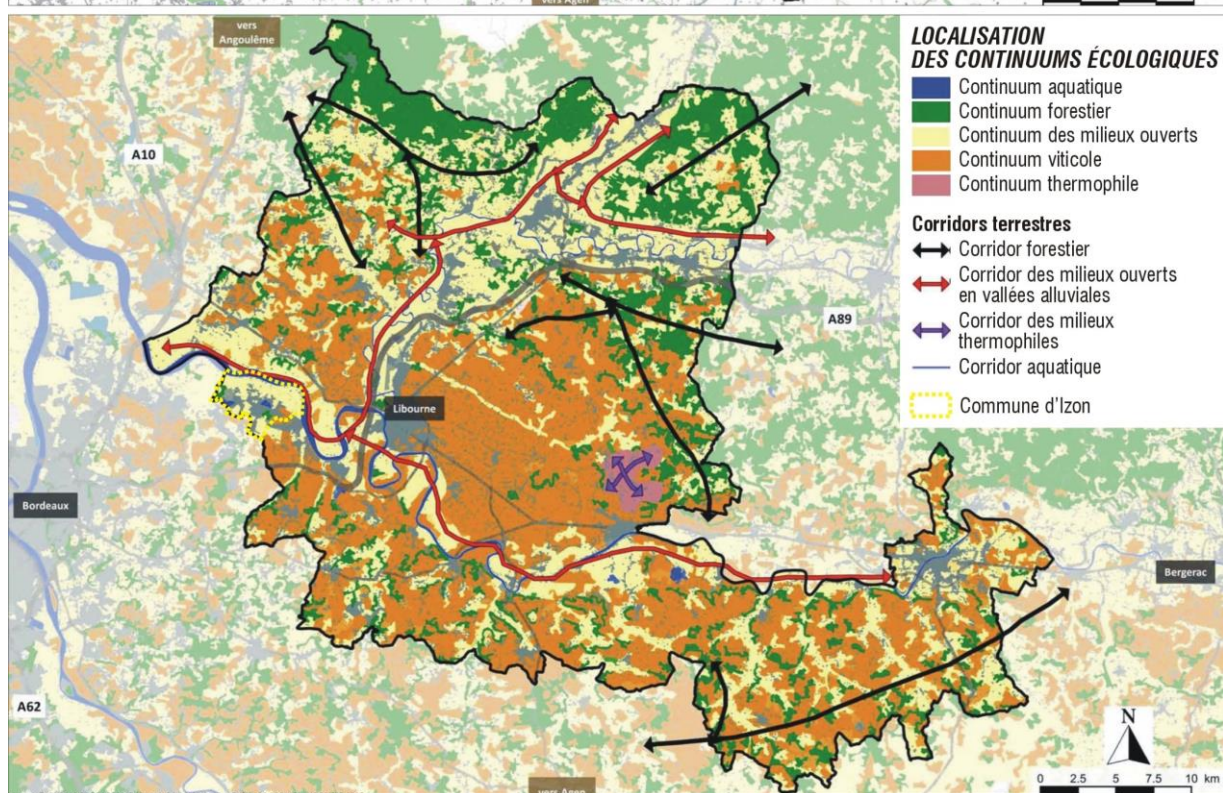 vers Agen
vers
Angoulême
A10
A89
Libourne
Bordeaux
Bergerac
A62
vers Agen
LOCALISATION
DES CONTINUUMS ÉCOLOGIQUES
Continuum aquatique
Continuum forestier
Continuum des milieux ouverts
Continuum viticole
Continuum thermophile
Corridors terrestres
Corridor forestier
Corridor des milieux ouverts
en vallées alluviales
Corridor des milieux
thermophiles
Corridor aquatique
Commune d'Izon
N
0 2.5 5 7.5 10 km